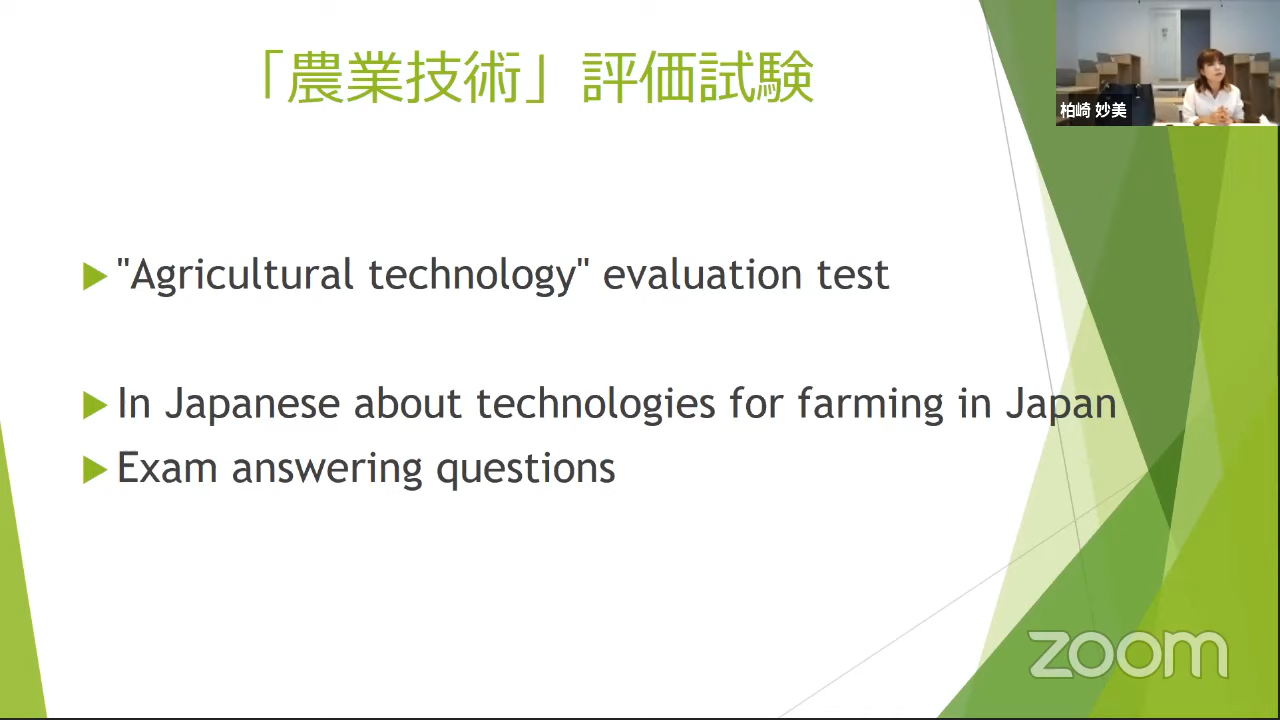 「農業技術」評価試験
柏崎 妙美
"Agricultural technology" evaluation test
In Japanese about technologies for farming in Japan
Exam answering questions
zoom